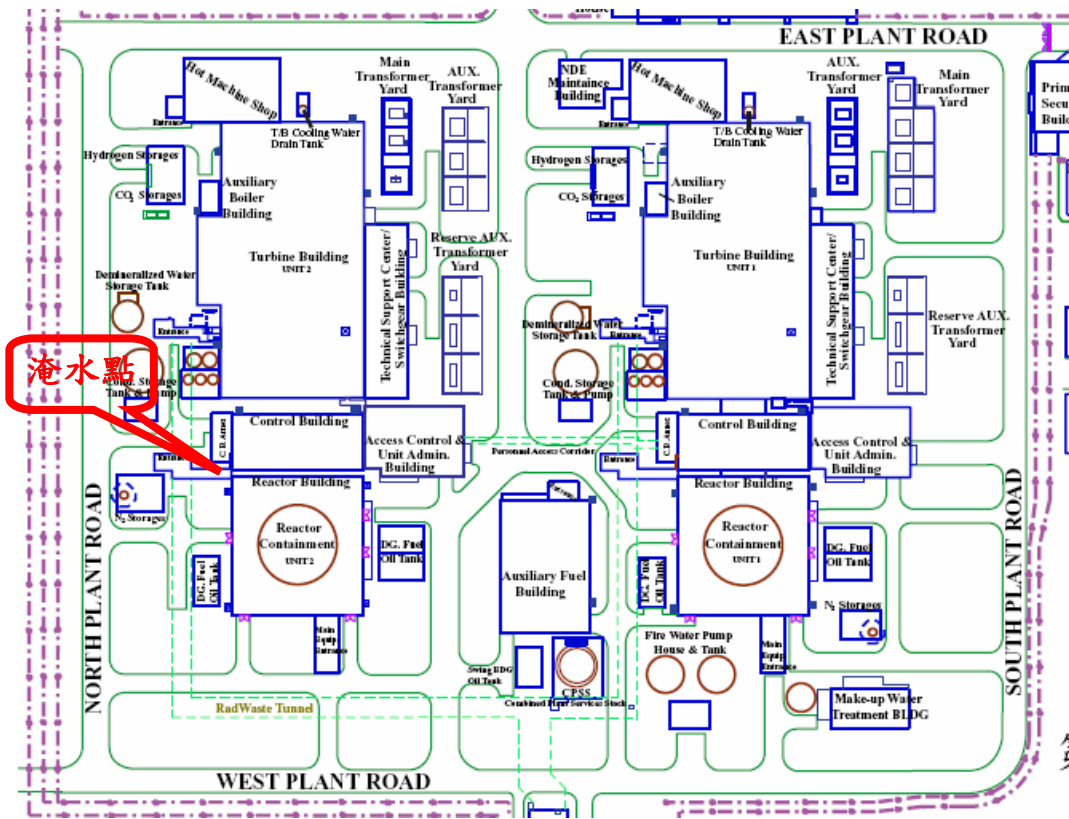 House
EAST PLANT ROAD
Hot Machine Shop
Main
Transformer
Yard
AUX.
Transformer
Yard
NDE
Maintaince
Building
Hot Machine Shop
AUX.
Transformer
Yard
Main
Transformer
Yard
Prim
Secu
Build
Entrance
T/B Cooling Water
Drain Tank
Entrance
T/B Cooling Water
Drain Tank
Hydrogen Storages
CO2 Storages
Auxiliary
Boiler
Building
Hydrogen Storages
CO2 Storages
Auxiliary
Boiler
Building
Turbine Building
UNIT 2
Technical Support Center/
Switchgear Building
Reserve AUX.
Transformer
Yard
Turbine Building
UNIT 1
Technical Support Center/
Switchgear Building
Reserve AUX.
Transformer
Yard
Demineralized Water
Storage Tank
Entrance
Demineralized Water
Storage Tank
Entrance
淹水點
Cond. Storage
Tank & Pump
Cond. Storage
Tank & Pump
C.B. Annex
Control Building
Access Control &
Unit Admin.
Building
Personnel Access Corrider
C.B. Annex
Control Building
Access Control &
Unit Admin.
Building
Entrance
Entrance
N2 Storages
Reactor Building
Reactor
Containment
UNIT 2
DG. Fuel
Oil Tank
DG. Fuel
Oil Tank
Main
Equip
Entrance
Auxiliary Fuel
Building
Reactor Building
Reactor
Containment
UNIT 1
DG. Fuel
Oil Tank
DG. Fuel
Oil Tank
N2 Storages
Main
Equip
Entrance
Fire Water Pump
House & Tank
Swing EDG
Oil Tank
CPSS
Combined Plant Services Stack
Make-up Water
Treatment BLDG
RadWaste Tunnel
NORTH PLANT ROAD
SOUTH PLANT ROAD
WEST PLANT ROAD